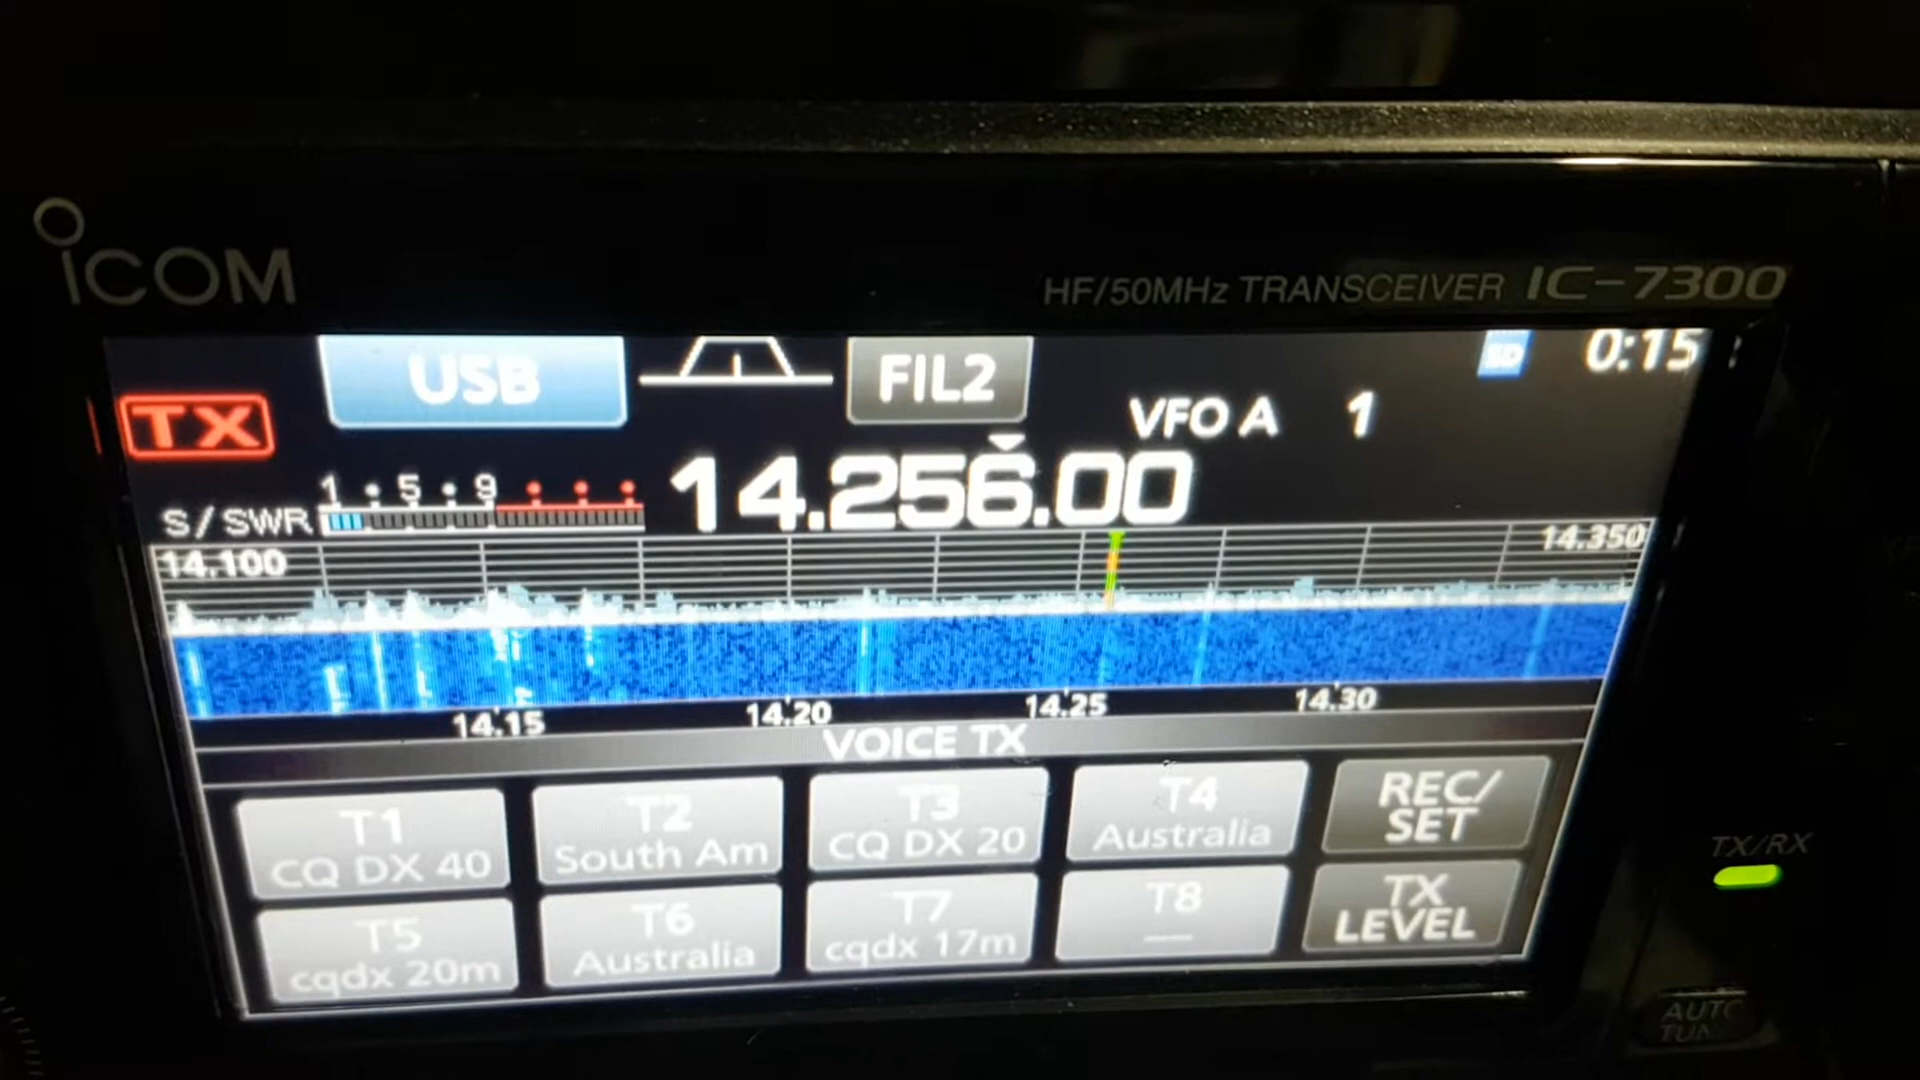 ICOM
HF/50MHz TRANSCEIVER IC-7300
USB
FIL2
SD
0:15
TX
VFO A 1
1 5 9
14.256.00
S/SWR
14.100
14.350
14.15 14.20 14.25 14.30
VOICE TX
T1
CQ DX 40
T2
South Am
T3
CQ DX 20
T4
Australia
REC/
SET
T5
cqdx 20m
T6
Australia
T7
cqdx 17m
T8
TX
LEVEL
TX/RX
AUTO